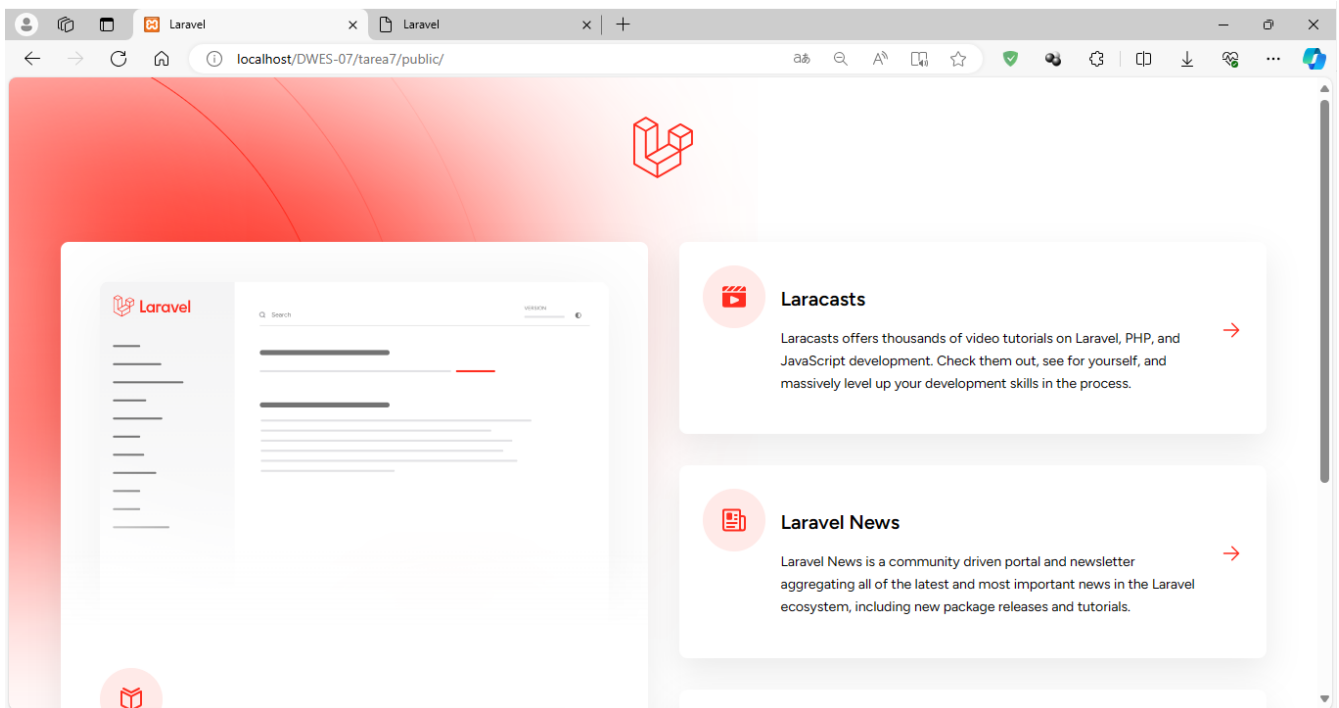 Laravel
Laravel
localhost/DWES-07/tarea7/public/
Laravel
Search
VERSION
Laracasts
Laracasts offers thousands of video tutorials on Laravel, PHP, and
JavaScript development. Check them out, see for yourself, and
massively level up your development skills in the process.
Laravel News
Laravel News is a community driven portal and newsletter
aggregating all of the latest and most important news in the Laravel
ecosystem, including new package releases and tutorials.